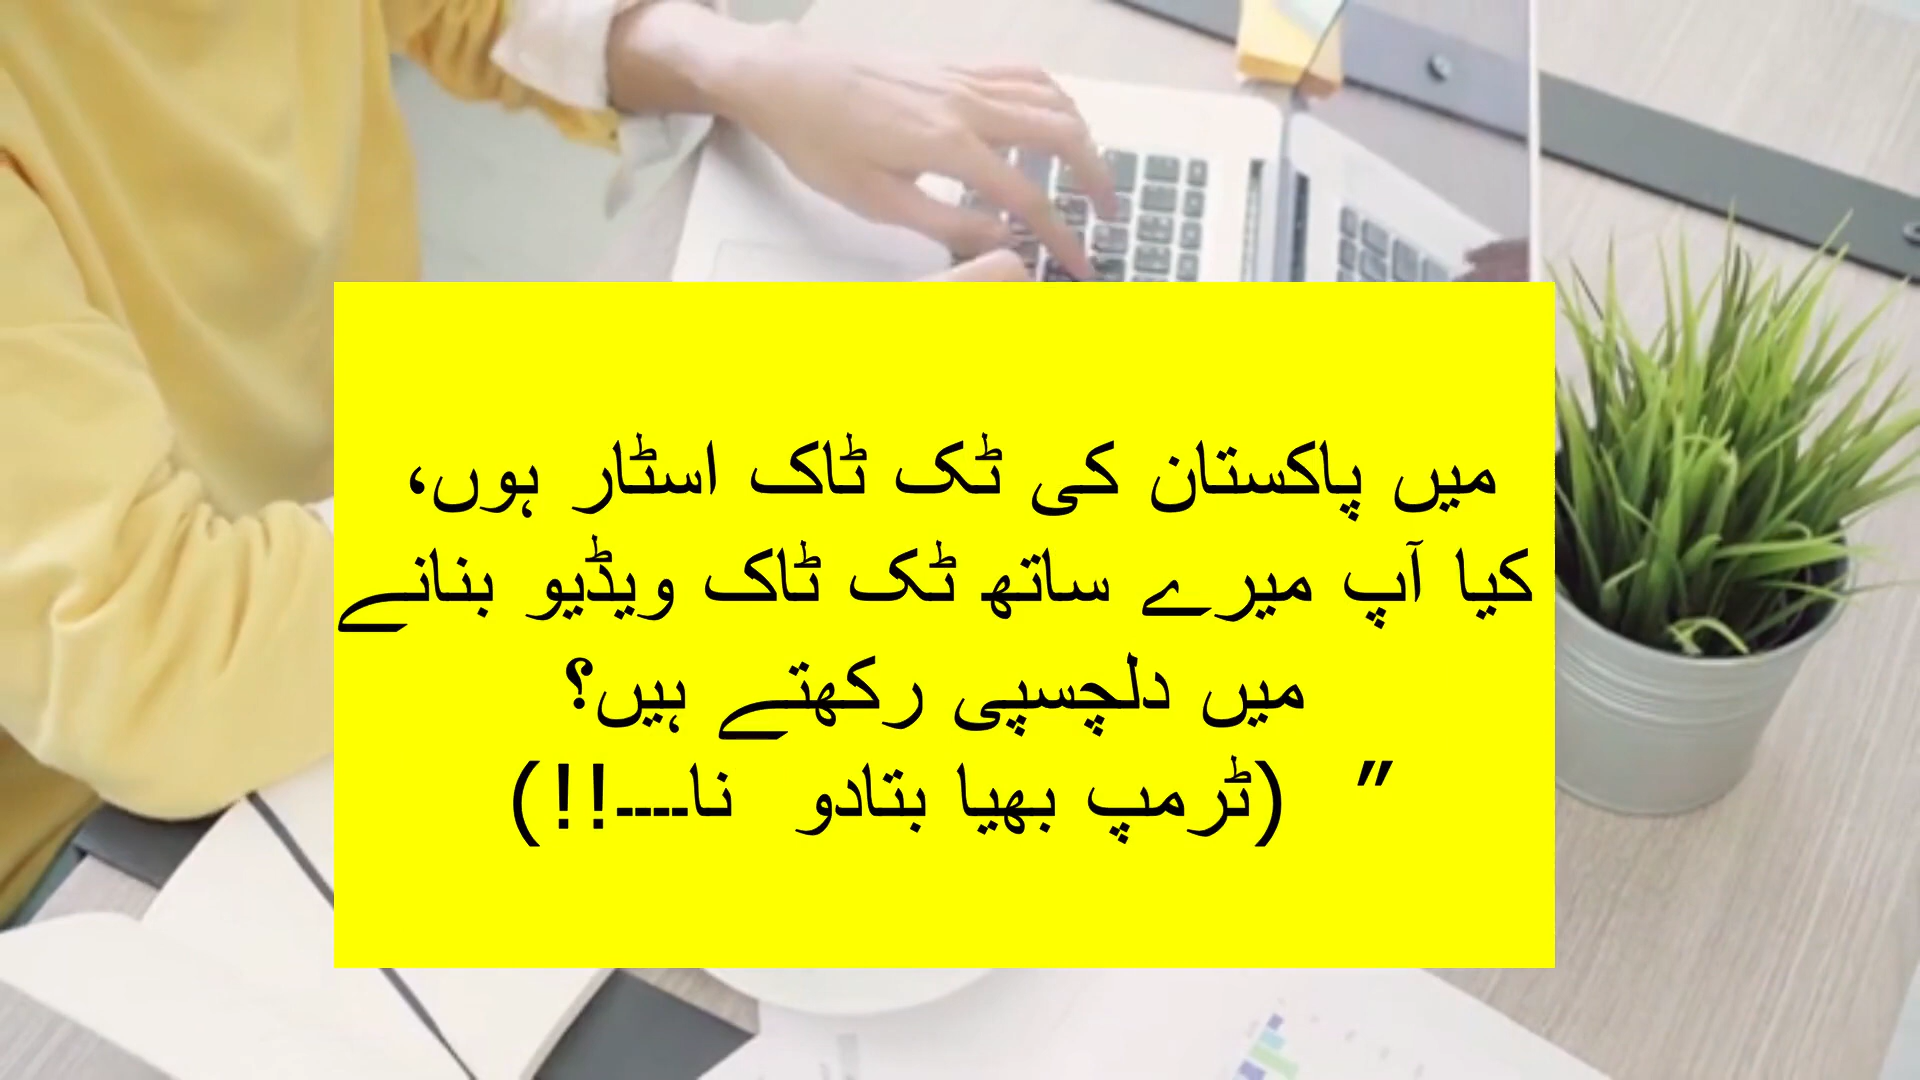 میں پاکستان کی ٹک ٹاک اسٹار ہوں،
کیا آپ میرے ساتھ ٹک ٹاک ویڈیو بنانے
میں دلچسپی رکھتے ہیں؟
” (ٹرمپ بھیا بتادو نا۔۔۔۔!!)